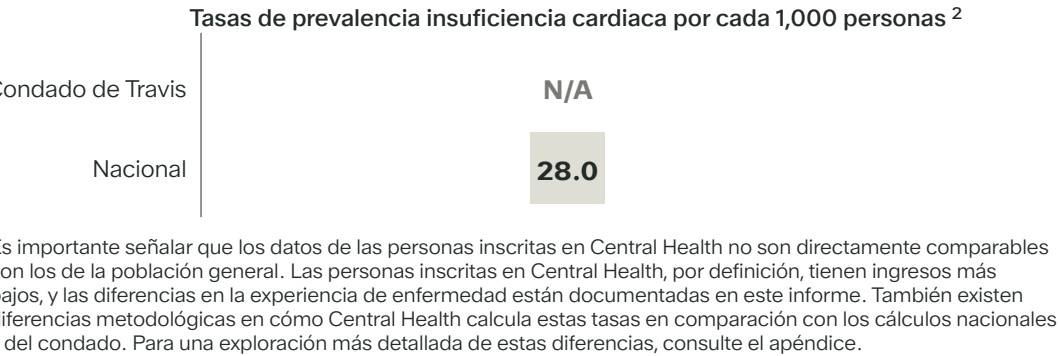 Tasas de prevalencia insuficiencia cardiaca por cada 1,000 personas ²
Condado de Travis
N/A
Nacional
28.0
Es importante señalar que los datos de las personas inscritas en Central Health no son directamente comparables
con los de la población general. Las personas inscritas en Central Health, por definición, tienen ingresos más
bajos, y las diferencias en la experiencia de enfermedad están documentadas en este informe. También existen
diferencias metodológicas en cómo Central Health calcula estas tasas en comparación con los cálculos nacionales
del condado. Para una exploración más detallada de estas diferencias, consulte el apéndice.